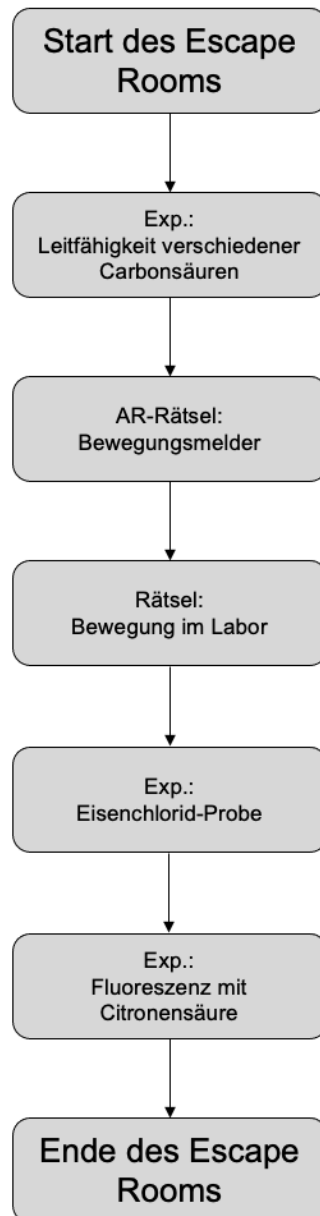 Start des Escape
Rooms
Exp.:
Leitfähigkeit verschiedener
Carbonsäuren
AR-Rätsel:
Bewegungsmelder
Rätsel:
Bewegung im Labor
Exp.:
Eisenchlorid-Probe
Exp.:
Fluoreszenz mit
Citronensäure
Ende des Escape
Rooms